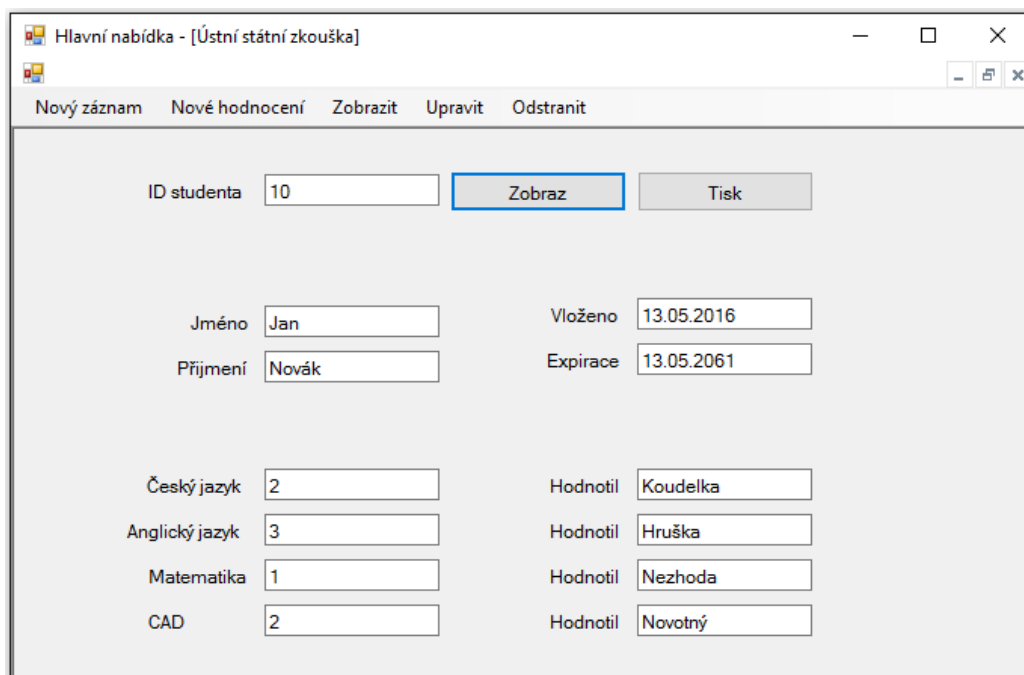 Hlavní nabídka - [Ústní státní zkouška]
Nový záznam Nové hodnocení Zobrazit Upravit Odstranit
ID studenta 10 Zobraz Tisk
Jméno Jan Vloženo 13.05.2016
Přijmení Novák Expirace 13.05.2061
Český jazyk 2 Hodnotil Koudelka
Anglický jazyk 3 Hodnotil Hruška
Matematika 1 Hodnotil Nezhoda
CAD 2 Hodnotil Novotný